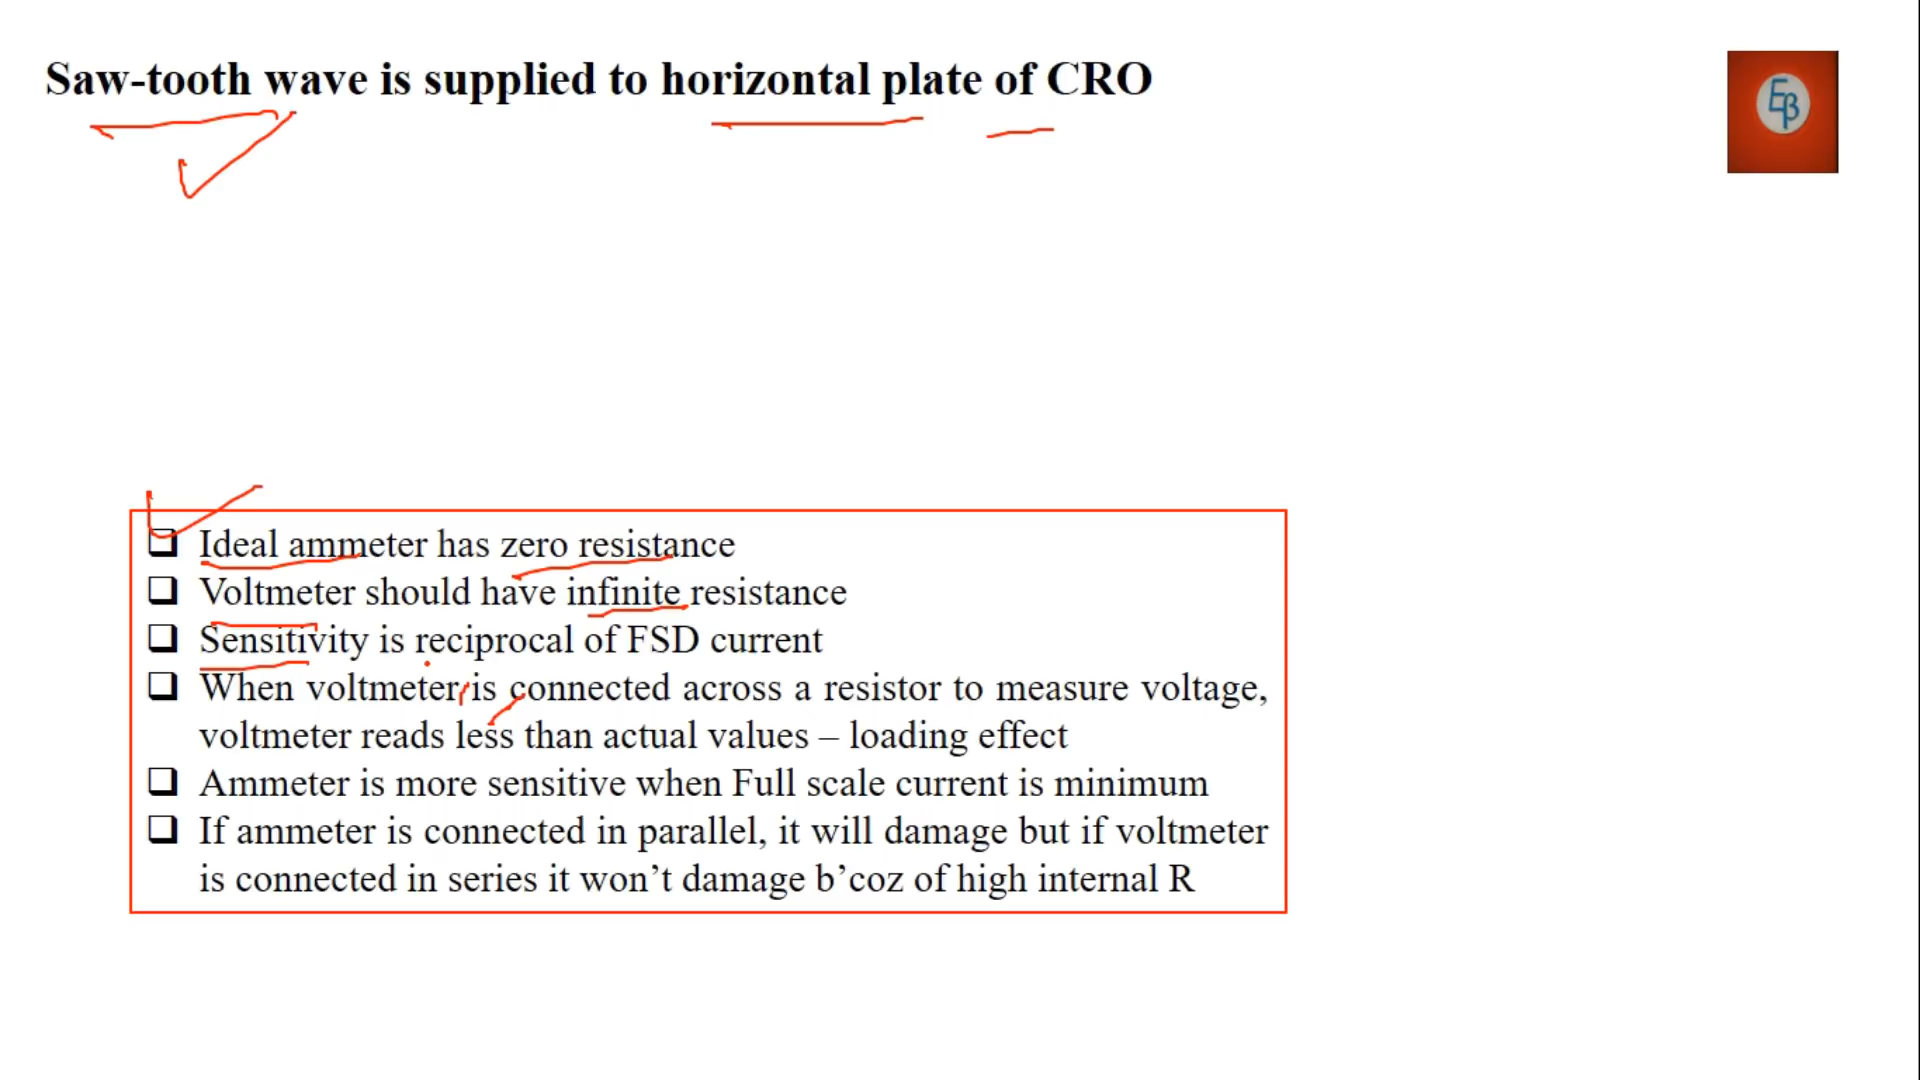 Saw-tooth wave is supplied to horizontal plate of CRO
Eβ
Ideal ammeter has zero resistance
Voltmeter should have infinite resistance
Sensitivity is reciprocal of FSD current
When voltmeter is connected across a resistor to measure voltage,
voltmeter reads less than actual values – loading effect
Ammeter is more sensitive when Full scale current is minimum
If ammeter is connected in parallel, it will damage but if voltmeter
is connected in series it won’t damage b’coz of high internal R